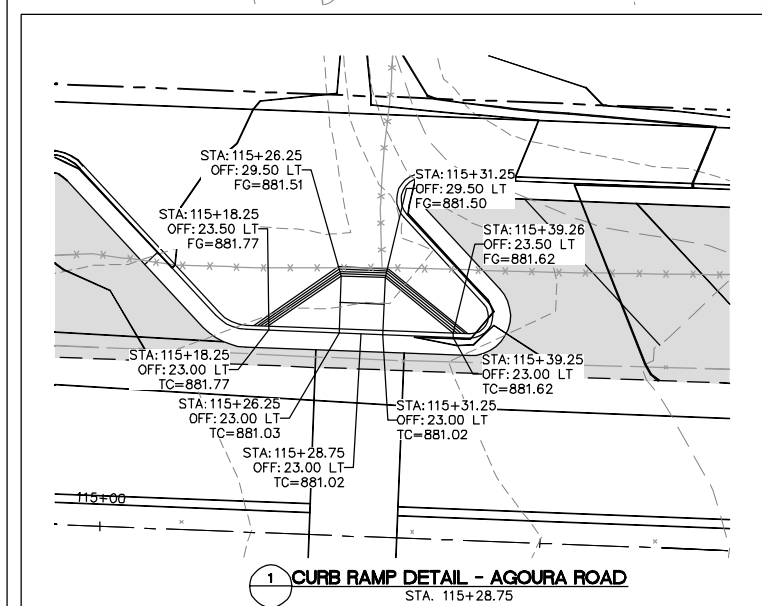 STA: 115+26.25
OFF: 29.50 LT
FG=881.51
STA: 115+31.25
OFF: 29.50 LT
FG=881.50
STA: 115+18.25
OFF: 23.50 LT
FG=881.77
STA: 115+39.26
OFF: 23.50 LT
FG=881.62
STA: 115+18.25
OFF: 23.00 LT
TC=881.77
STA: 115+39.25
OFF: 23.00 LT
TC=881.62
STA: 115+26.25
OFF: 23.00 LT
TC=881.03
STA: 115+31.25
OFF: 23.00 LT
TC=881.02
STA: 115+28.75
OFF: 23.00 LT
TC=881.02
115+00
1 CURB RAMP DETAIL - AGOURA ROAD
STA. 115+28.75